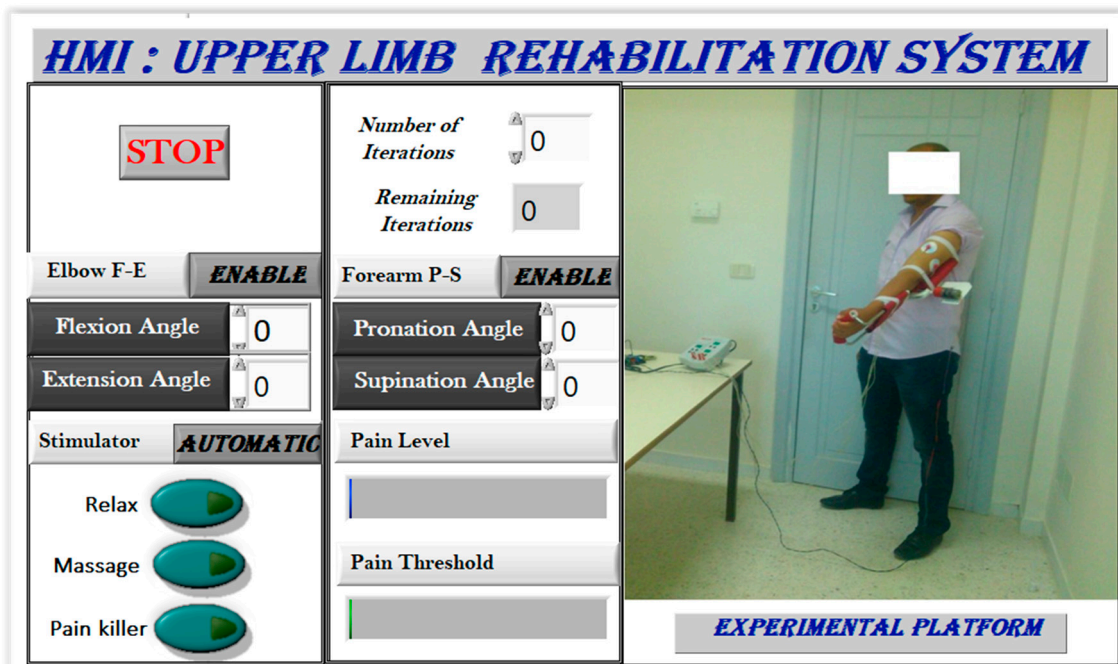 HMI : UPPER LIMB REHABILITATION SYSTEM
STOP
Number of
Iterations
0
Remaining
Iterations
0
Elbow F-E
ENABLE
Forearm P-S
ENABLE
Flexion Angle
0
Pronation Angle
0
Extension Angle
0
Supination Angle
0
Stimulator
AUTOMATIC
Pain Level
Relax
Massage
Pain Threshold
Pain killer
EXPERIMENTAL PLATFORM